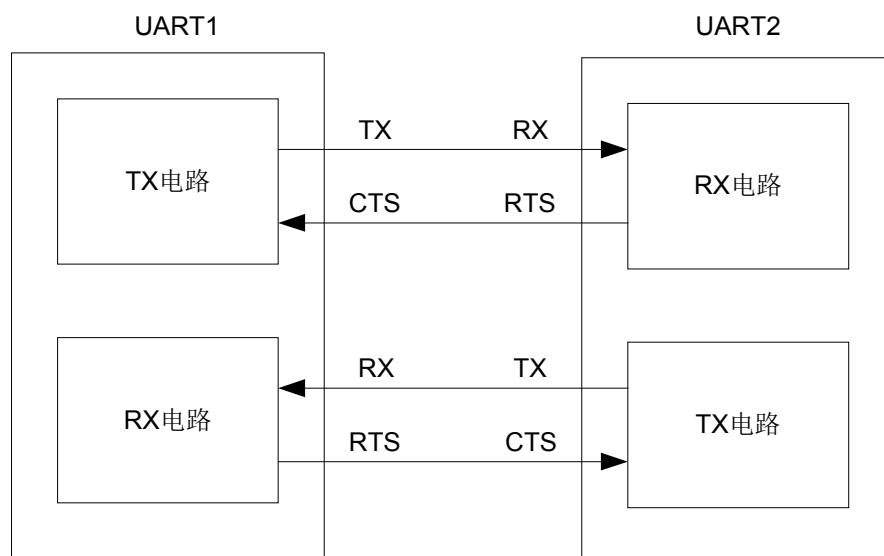 UART1 UART2
TX RX
TX电路 RX电路
CTS RTS
RX TX
RX电路 TX电路
RTS CTS